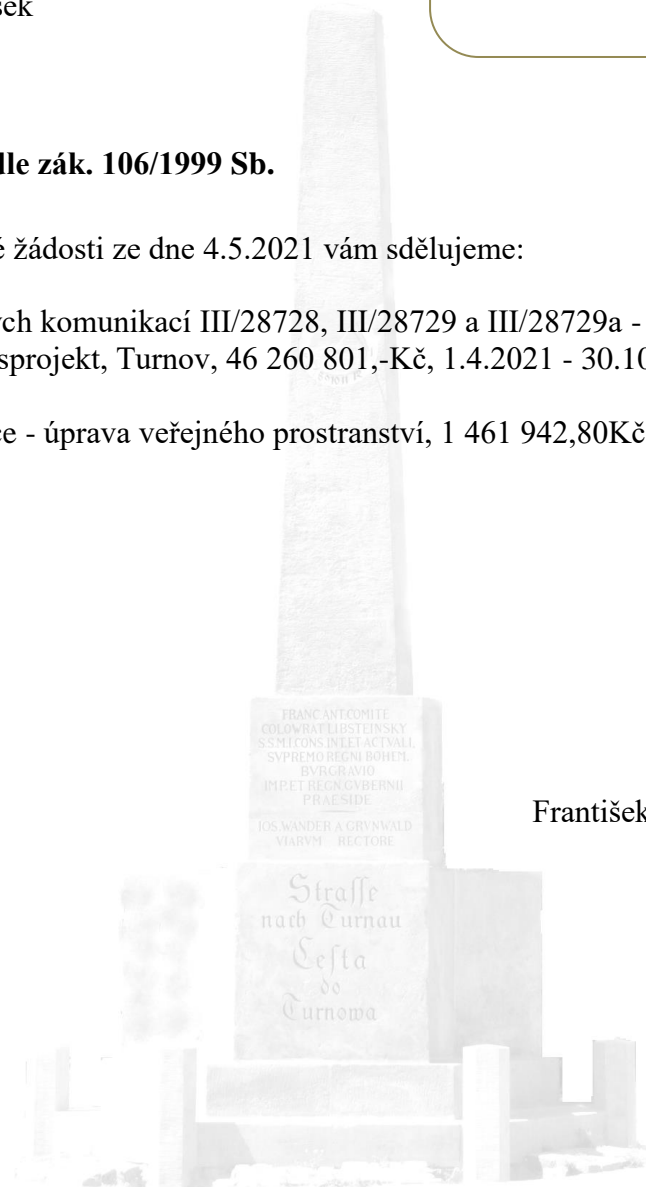 šek
dle zák. 106/1999 Sb.
é žádosti ze dne 4.5.2021 vám sdělujeme:
ých komunikací III/28728, III/28729 a III/28729a -
sprojekt, Turnov, 46 260 801,-Kč, 1.4.2021 - 30.10
ce - úprava veřejného prostranství, 1 461 942,80Kč
FRANC.ANT.COMITE
COLOWRAT LIBSTEINSKY
S.S.M.I.CONS.INT.ET ACTVALI.
SVPREMO REGNI BOHEM.
BVRGRAVIO
IMP.ET REGN.GVBERNII
PRAESIDE
IOS.WANDER A GRVNWALD
VIARVM RECTORE
František
Straſſe
nach Turnau
Ceſta
do
Turnowa